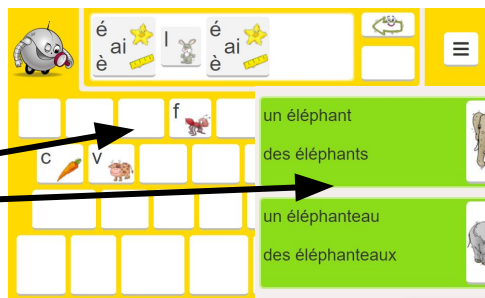 é ai è l é ai è
f
c v
un éléphant
des éléphants
un éléphanteau
des éléphanteaux